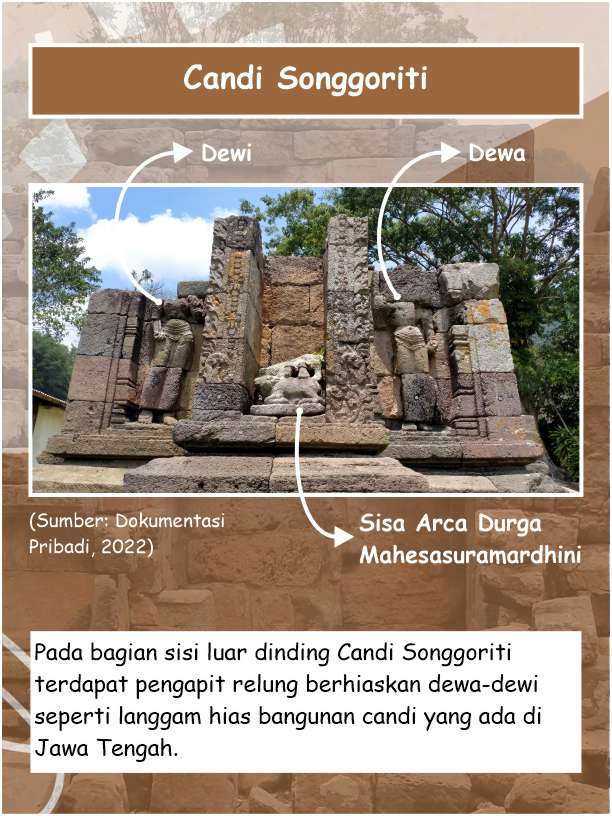 Candi Songgoriti
Dewi
Dewa
(Sumber: Dokumentasi
Pribadi, 2022)
Sisa Arca Durga
Mahesasuramardhini
Pada bagian sisi luar dinding Candi Songgoriti
terdapat pengapit relung berhiaskan dewa-dewi
seperti langgam hias bangunan candi yang ada di
Jawa Tengah.